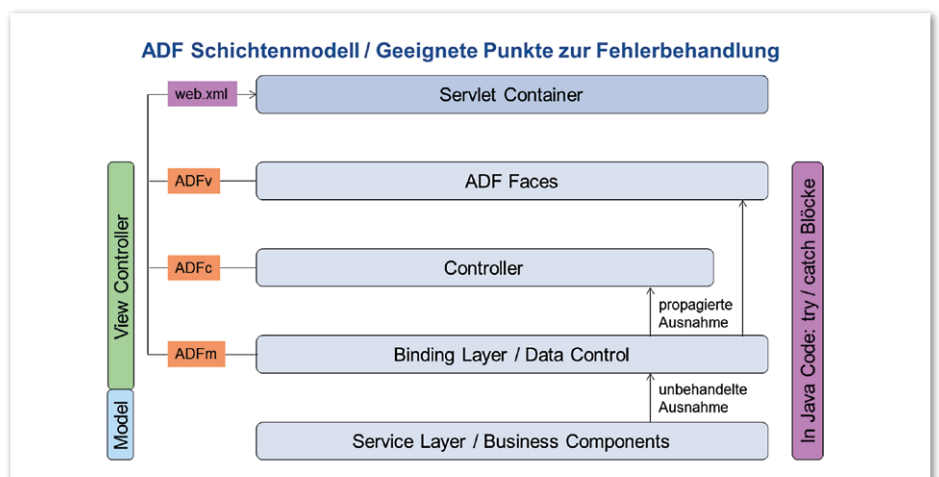 ADF Schichtenmodell / Geeignete Punkte zur Fehlerbehandlung
web.xml
Servlet Container
ADFv
ADF Faces
View Controller
ADFc
Controller
propagierte
Ausnahme
ADFm
Binding Layer / Data Control
unbehandelte
Ausnahme
Model
Service Layer / Business Components
In Java Code: try / catch Blöcke